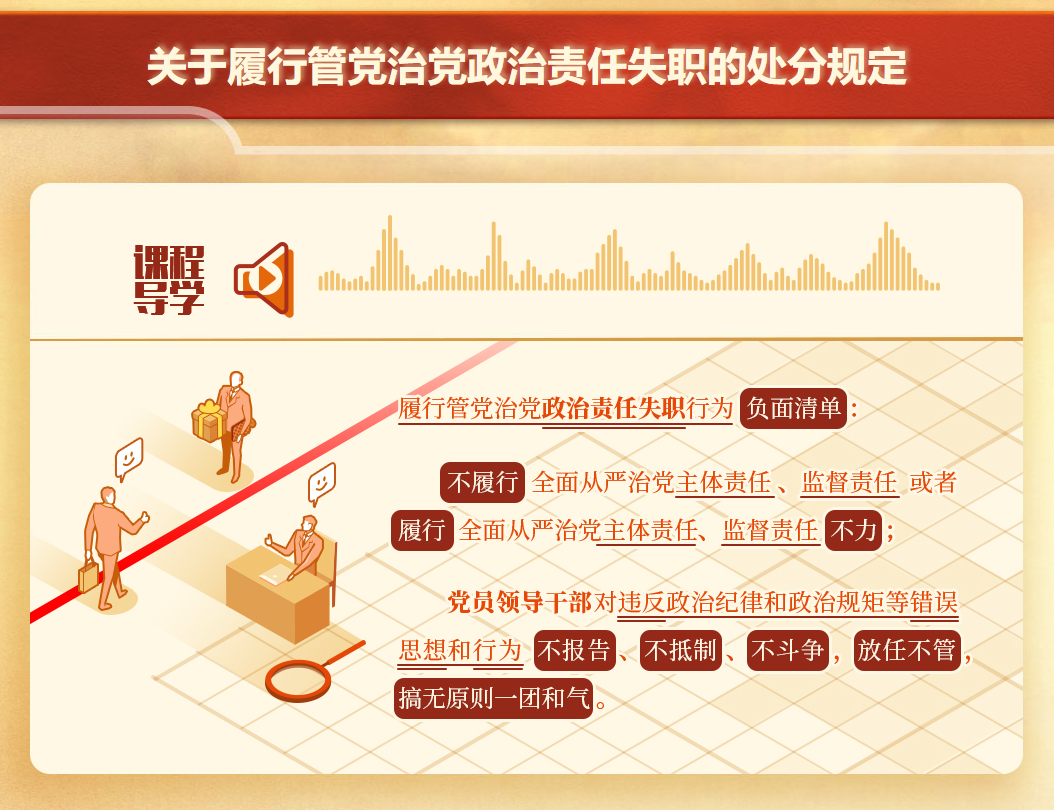 关于履行管党治党政治责任失职的处分规定
课程
导学
履行管党治党政治责任失职行为 负面清单：
不履行 全面从严治党主体责任、监督责任 或者
履行 全面从严治党主体责任、监督责任 不力；
党员领导干部对违反政治纪律和政治规矩等错误
思想和行为 不报告、不抵制、不斗争，放任不管，
搞无原则一团和气。